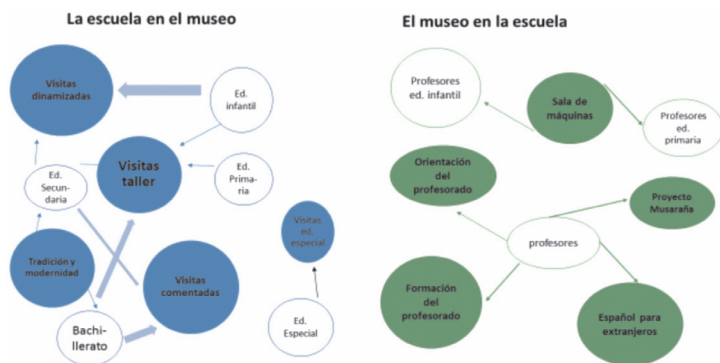 La escuela en el museo
Visitas
dinamizadas
Ed.
infantil
Visitas
taller
Ed.
Secun-
daria
Ed.
Prima-
ria
Visitas
ed.
especial
Tradición y
modernidad
Visitas
comentadas
Bachi-
llerato
Ed.
Especial
El museo en la escuela
Profesores
ed. infantil
Sala de
máquinas
Profesores
ed.
primaria
Orientación
del
profesorado
Proyecto
Musaraña
profesores
Formación
del
profesorado
Español para
extranjeros